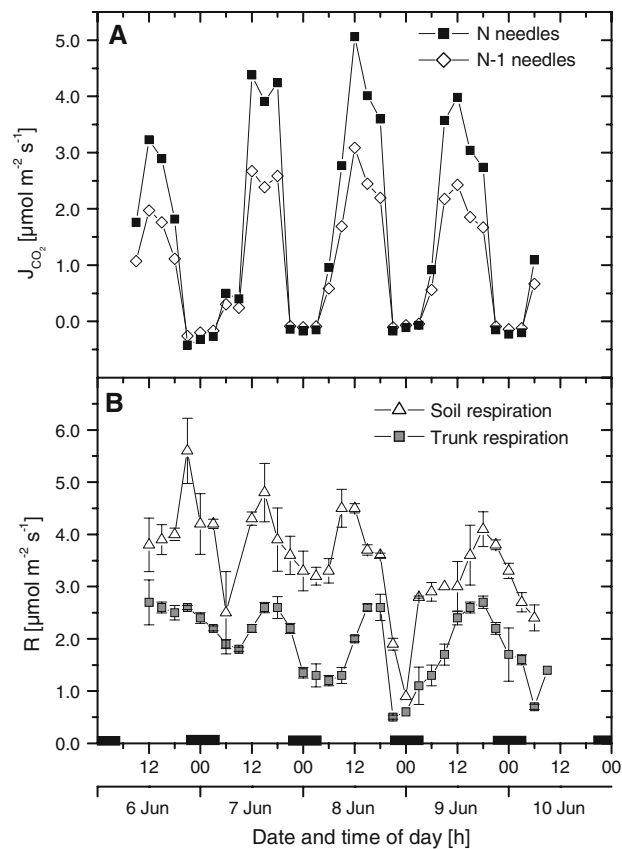 A
N needles
N-1 needles
5.0
4.0
3.0
2.0
1.0
0.0
J_CO₂ [µmol m⁻² s⁻¹]
B
Soil respiration
Trunk respiration
6.0
5.0
4.0
3.0
2.0
1.0
0.0
R [µmol m⁻² s⁻¹]
12 00 12 00 12 00 12 00 12 00
6 Jun 7 Jun 8 Jun 9 Jun 10 Jun
Date and time of day [h]